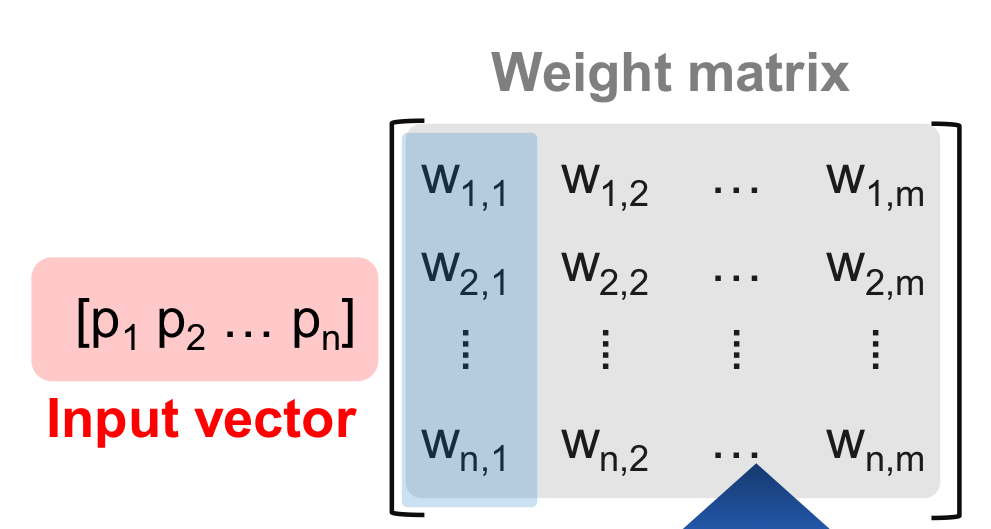 Weight matrix
w1,1 w1,2 … w1,m
w2,1 w2,2 … w2,m
[p1 p2 … pn]
⋮ ⋮ ⋮ ⋮
Input vector
wn,1 wn,2 … wn,m